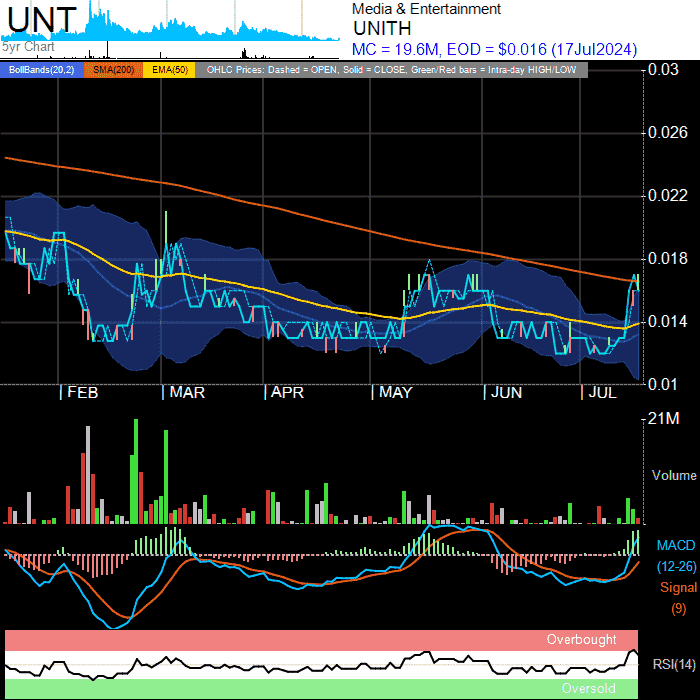 UNT
5yr Chart
Media & Entertainment
UNITH
MC = 19.6M, EOD = $0.016 (17Jul2024)
BollBands(20,2) SMA(200) EMA(50) OHLC Prices: Dashed = OPEN, Solid = CLOSE, Green/Red bars = Intra-day HIGH/LOW
0.03
0.026
0.022
0.018
0.014
0.01
FEB MAR APR MAY JUN JUL
21M
Volume
MACD
(12-26)
Signal
(9)
Overbought
RSI(14)
Oversold